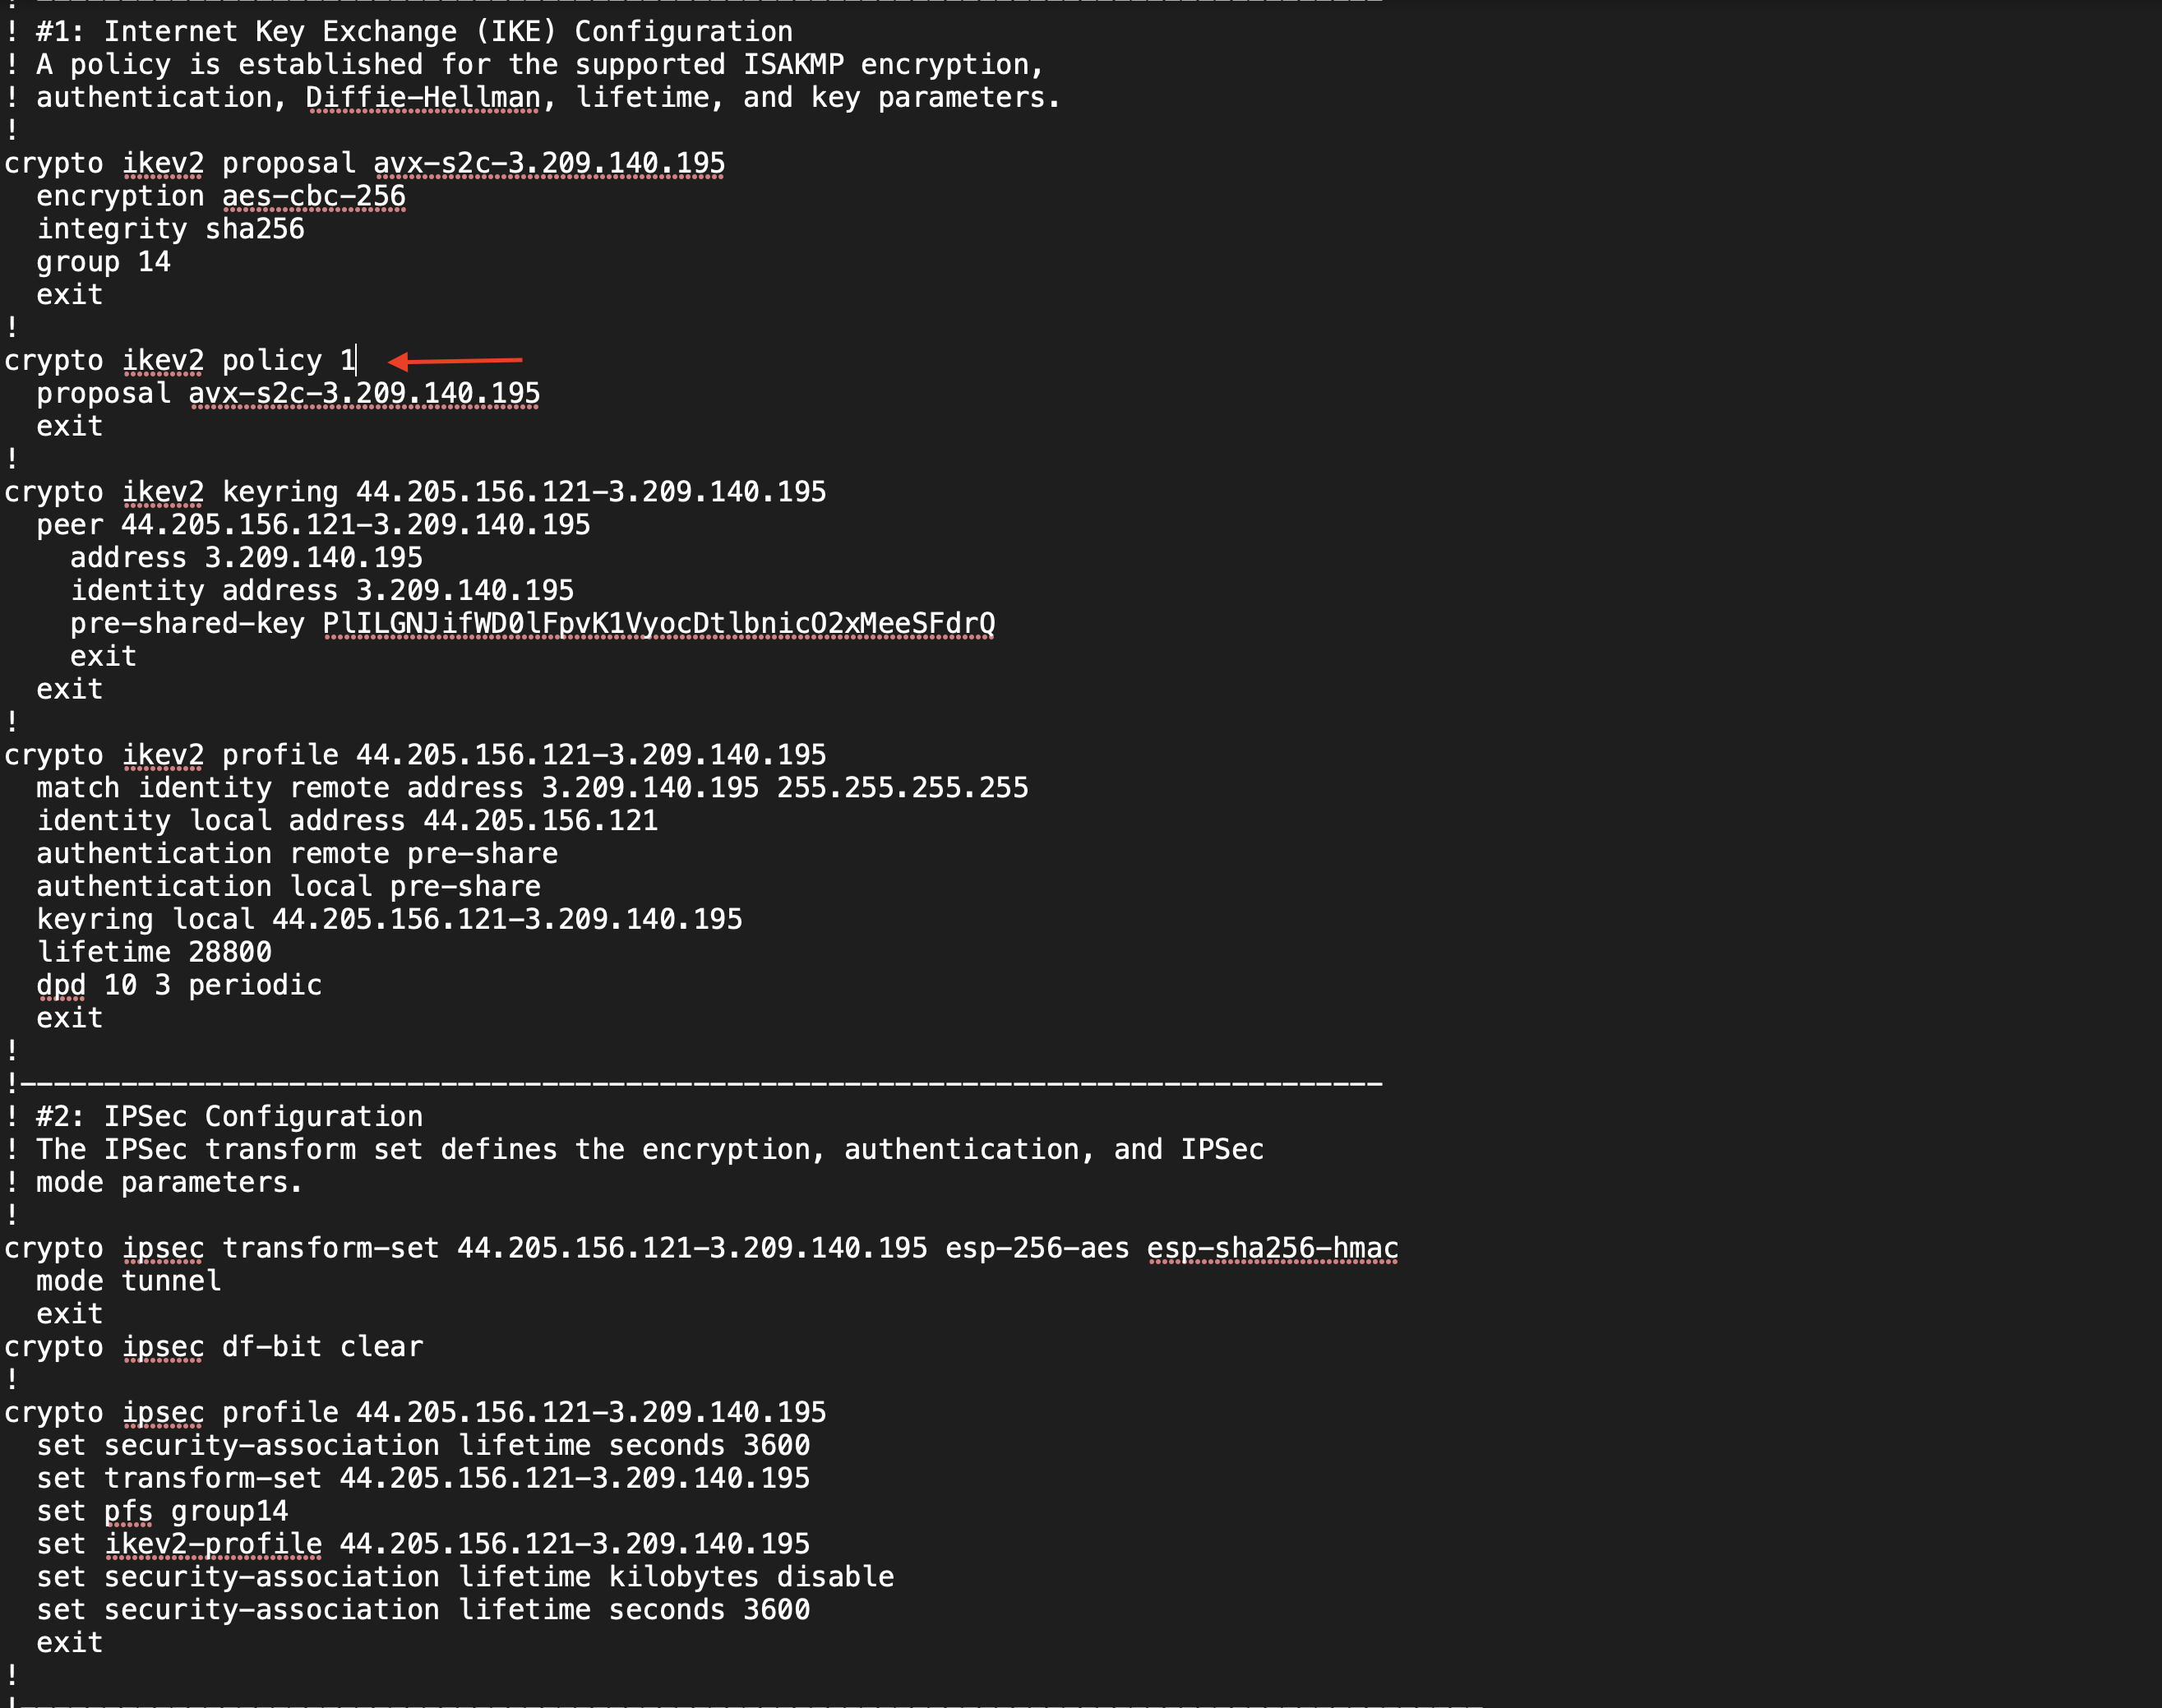 ! #1: Internet Key Exchange (IKE) Configuration
! A policy is established for the supported ISAKMP encryption,
! authentication, Diffie-Hellman, lifetime, and key parameters.
!
crypto ikev2 proposal avx-s2c-3.209.140.195
  encryption aes-cbc-256
  integrity sha256
  group 14
  exit
!
crypto ikev2 policy 1
  proposal avx-s2c-3.209.140.195
  exit
!
crypto ikev2 keyring 44.205.156.121-3.209.140.195
  peer 44.205.156.121-3.209.140.195
    address 3.209.140.195
    identity address 3.209.140.195
    pre-shared-key PlILGNJifWD0lFpvK1VyocDtlbnicO2xMeeSFdrQ
    exit
  exit
!
crypto ikev2 profile 44.205.156.121-3.209.140.195
  match identity remote address 3.209.140.195 255.255.255.255
  identity local address 44.205.156.121
  authentication remote pre-share
  authentication local pre-share
  keyring local 44.205.156.121-3.209.140.195
  lifetime 28800
  dpd 10 3 periodic
  exit
!
!---------------------------------------------------------------------------------
! #2: IPSec Configuration
! The IPSec transform set defines the encryption, authentication, and IPSec
! mode parameters.
!
crypto ipsec transform-set 44.205.156.121-3.209.140.195 esp-256-aes esp-sha256-hmac
  mode tunnel
  exit
crypto ipsec df-bit clear
!
crypto ipsec profile 44.205.156.121-3.209.140.195
  set security-association lifetime seconds 3600
  set transform-set 44.205.156.121-3.209.140.195
  set pfs group14
  set ikev2-profile 44.205.156.121-3.209.140.195
  set security-association lifetime kilobytes disable
  set security-association lifetime seconds 3600
  exit
!